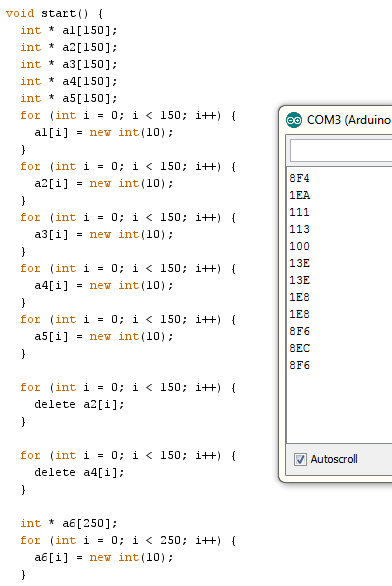 void start() {
int * a1[150];
int * a2[150];
int * a3[150];
int * a4[150];
int * a5[150];
for (int i = 0; i < 150; i++) {
a1[i] = new int(10);
}
for (int i = 0; i < 150; i++) {
a2[i] = new int(10);
}
for (int i = 0; i < 150; i++) {
a3[i] = new int(10);
}
for (int i = 0; i < 150; i++) {
a4[i] = new int(10);
}
for (int i = 0; i < 150; i++) {
a5[i] = new int(10);
}
for (int i = 0; i < 150; i++) {
delete a2[i];
}
for (int i = 0; i < 150; i++) {
delete a4[i];
}
int * a6[250];
for (int i = 0; i < 250; i++) {
a6[i] = new int(10);
}
COM3 (Arduino
8F4
1EA
111
113
100
13E
13E
1E8
1E8
8F6
8EC
8F6
Autoscroll